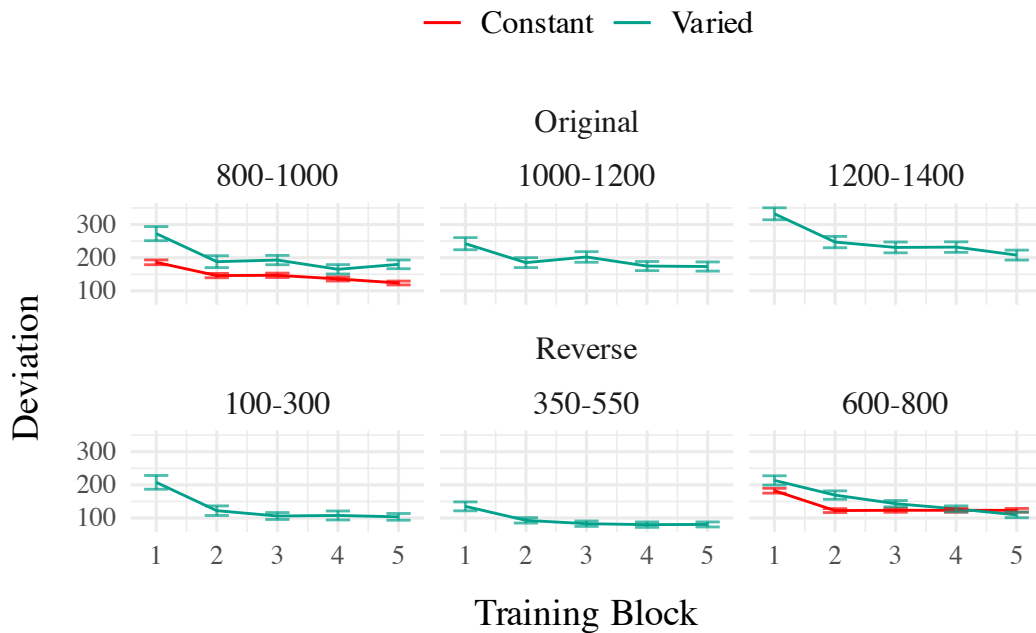 Constant Varied
Original
800-1000 1000-1200 1200-1400
300
200
100
Reverse
100-300 350-550 600-800
300
200
100
1 2 3 4 5 1 2 3 4 5 1 2 3 4 5
Deviation
Training Block